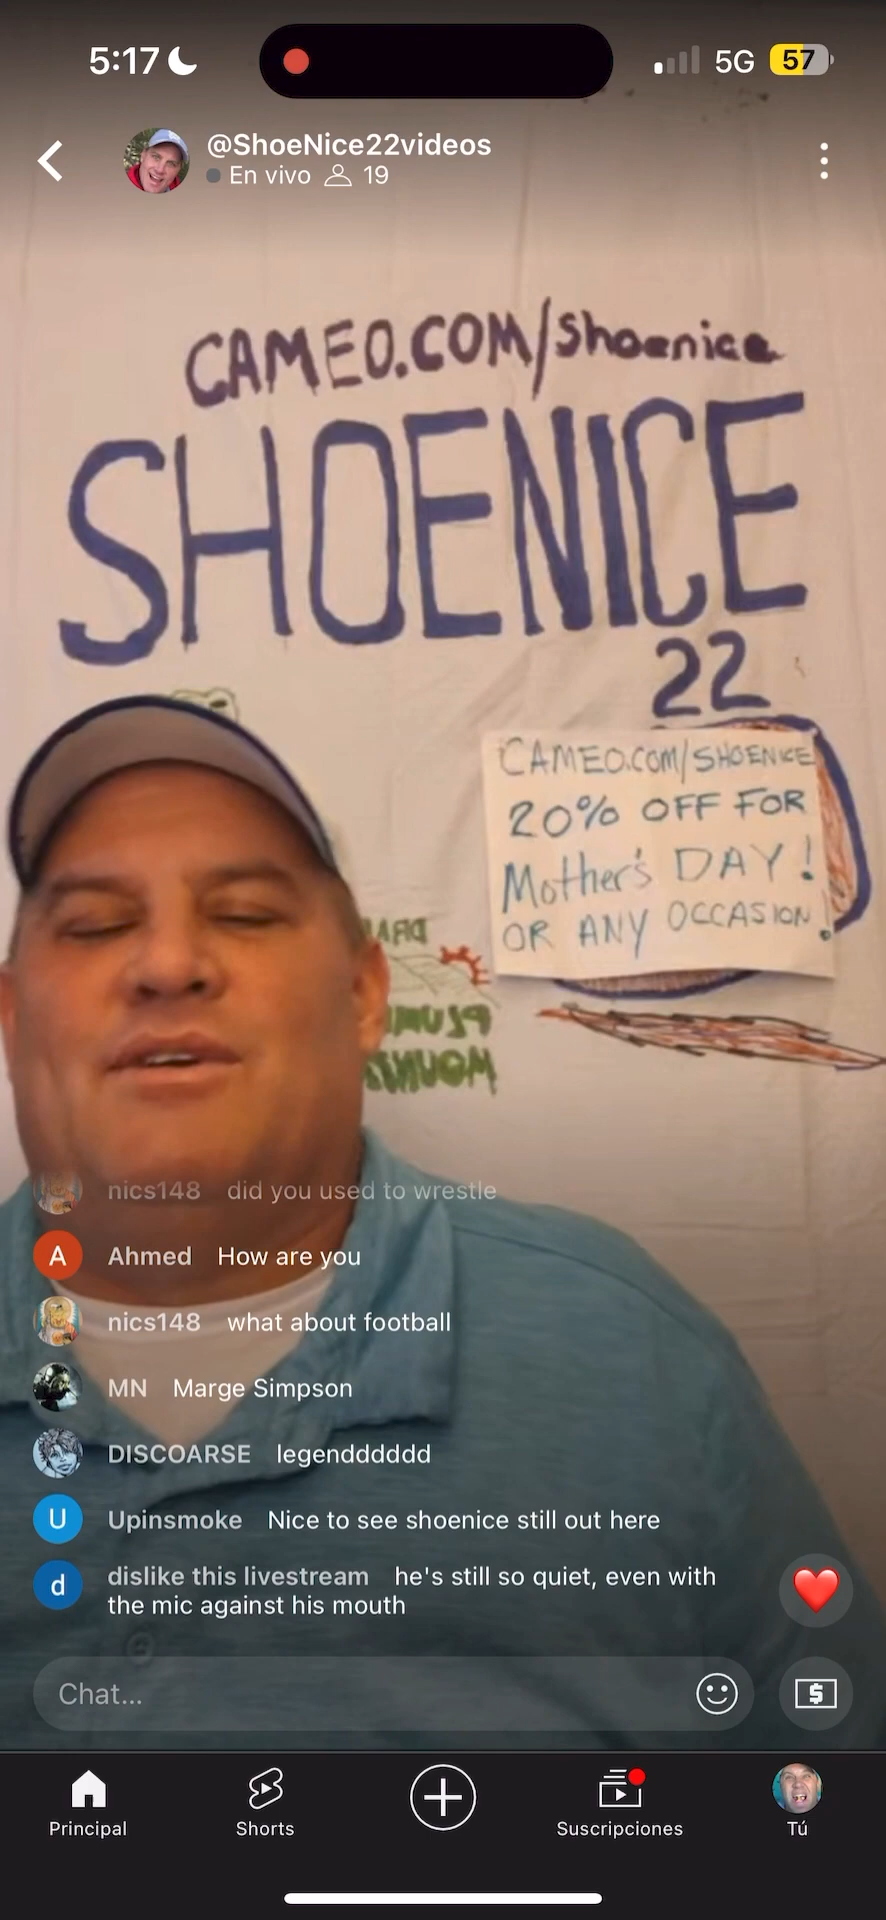 5:17
5G
57
@ShoeNice22videos
En vivo 19
CAMEO.COM/shoenice
SHOENICE
22
CAMEO.COM/SHOENICE
20% OFF FOR
Mother's DAY!
OR ANY OCCASION!
nics148 did you used to wrestle
A Ahmed How are you
nics148 what about football
MN Marge Simpson
DISCOARSE legendddddd
U Upinsmoke Nice to see shoenice still out here
d dislike this livestream he's still so quiet, even with
the mic against his mouth
Chat...
Principal
Shorts
Suscripciones
Tú